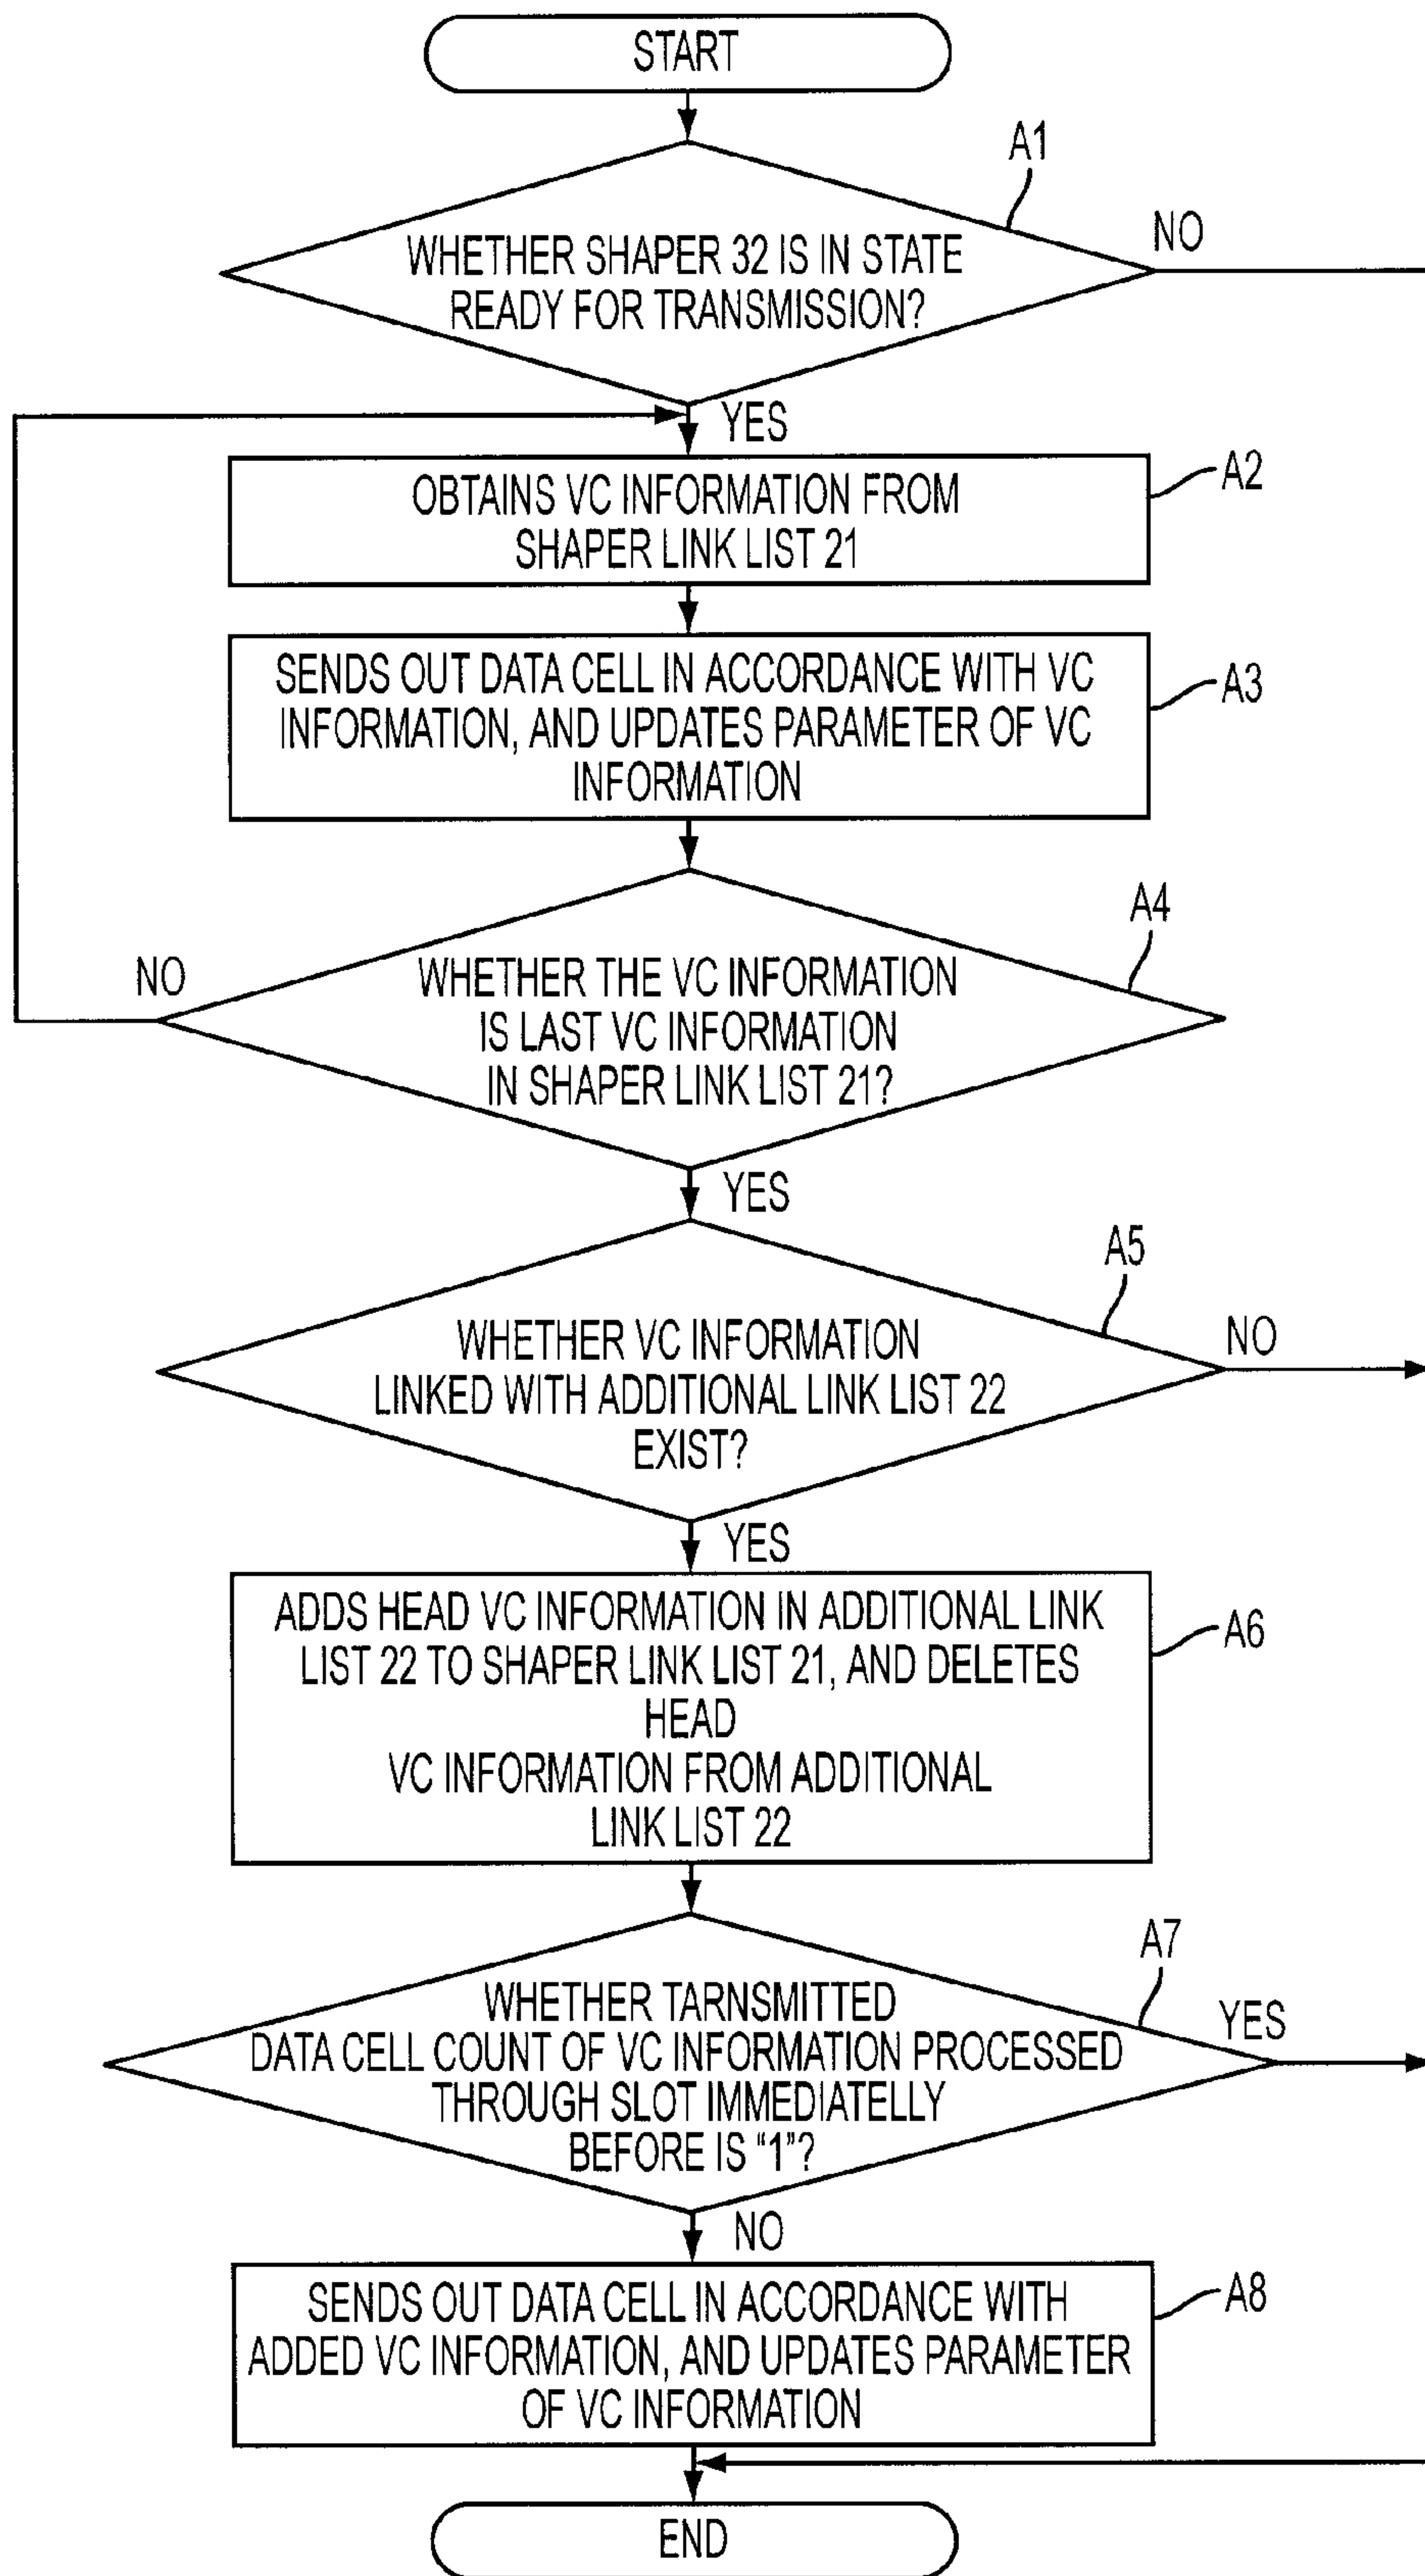 START
A1
NO
WHETHER SHAPER 32 IS IN STATE
READY FOR TRANSMISSION?
YES
A2
OBTAINS VC INFORMATION FROM
SHAPER LINK LIST 21
A3
SENDS OUT DATA CELL IN ACCORDANCE WITH VC
INFORMATION, AND UPDATES PARAMETER OF VC
INFORMATION
A4
NO
WHETHER THE VC INFORMATION
IS LAST VC INFORMATION
IN SHAPER LINK LIST 21?
YES
A5
NO
WHETHER VC INFORMATION
LINKED WITH ADDITIONAL LINK LIST 22
EXIST?
YES
A6
ADDS HEAD VC INFORMATION IN ADDITIONAL LINK
LIST 22 TO SHAPER LINK LIST 21, AND DELETES
HEAD
VC INFORMATION FROM ADDITIONAL
LINK LIST 22
A7
YES
WHETHER TARNSMITTED
DATA CELL COUNT OF VC INFORMATION PROCESSED
THROUGH SLOT IMMEDIATELLY
BEFORE IS “1”?
NO
A8
SENDS OUT DATA CELL IN ACCORDANCE WITH
ADDED VC INFORMATION, AND UPDATES PARAMETER
OF VC INFORMATION
END